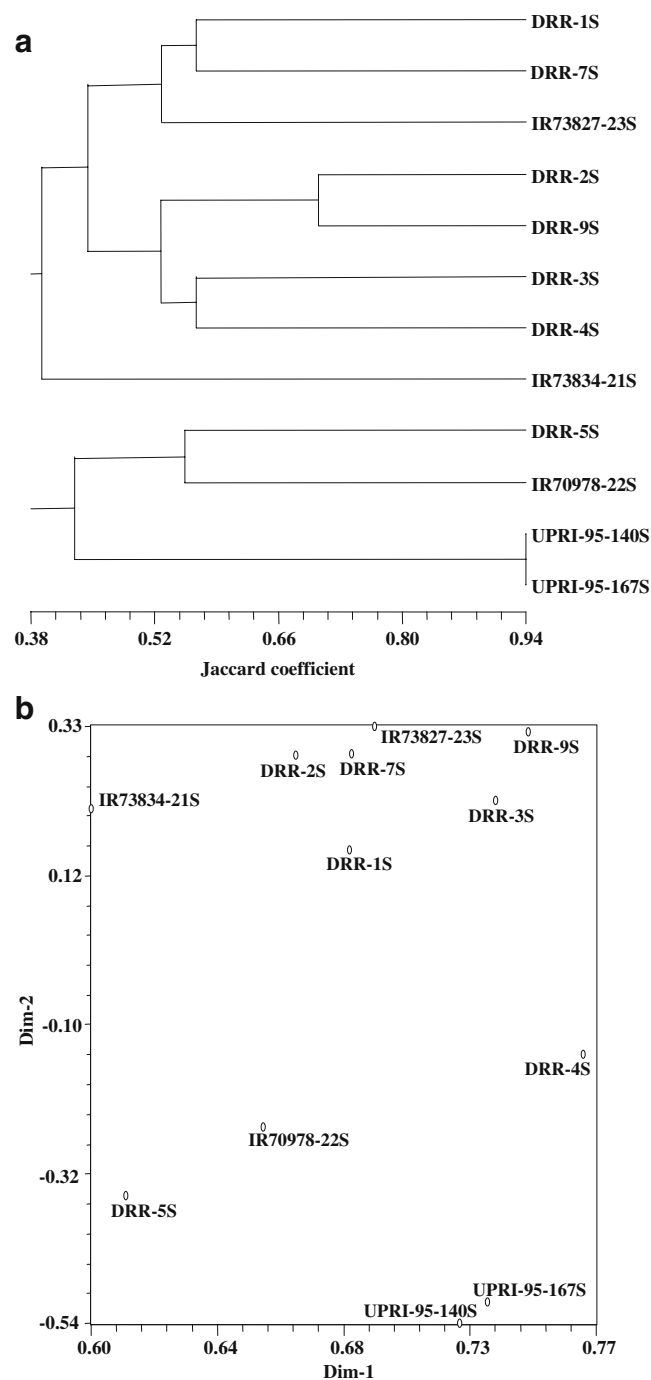 a
DRR-1S
DRR-7S
IR73827-23S
DRR-2S
DRR-9S
DRR-3S
DRR-4S
IR73834-21S
DRR-5S
IR70978-22S
UPRI-95-140S
UPRI-95-167S
0.38 0.52 0.66 0.80 0.94
Jaccard coefficient
b
0.33
IR73827-23S
DRR-9S
DRR-2S
DRR-7S
IR73834-21S
DRR-3S
DRR-1S
0.12
Dim-2
-0.10
DRR-4S
IR70978-22S
-0.32
DRR-5S
UPRI-95-167S
UPRI-95-140S
-0.54
0.60 0.64 0.68 0.73 0.77
Dim-1